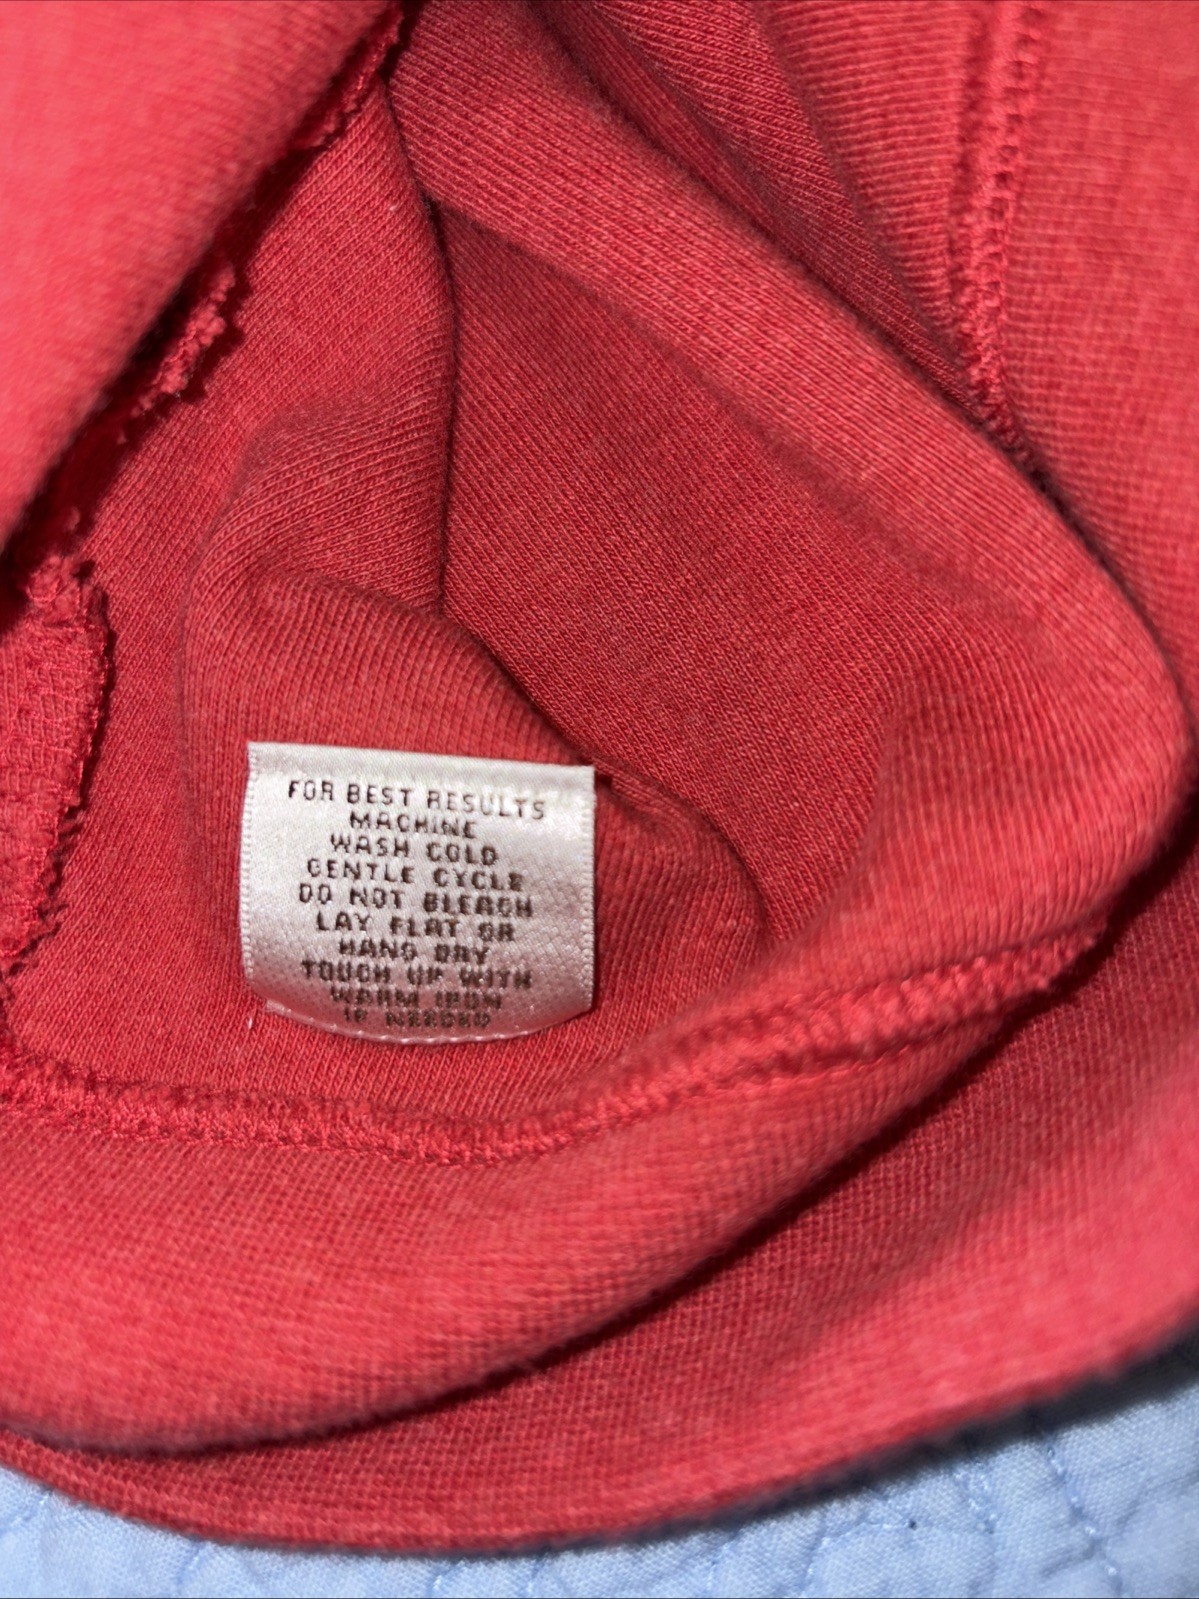 FOR BEST RESULTS
MACHINE
WASH COLD
GENTLE CYCLE
DO NOT BLEACH
LAY FLAT OR
HANG DRY
TOUCH UP WITH
WARM IRON
IF NEEDED